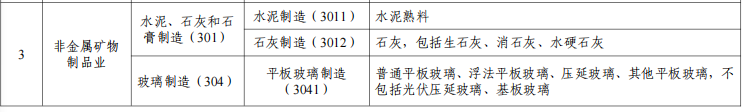 3
非金属矿物
制品业
水泥、石灰和石
膏制造（301）
水泥制造（3011）
水泥熟料
石灰制造（3012）
石灰，包括生石灰、消石灰、水硬石灰
玻璃制造（304）
平板玻璃制造
（3041）
普通平板玻璃、浮法平板玻璃、压延玻璃、其他平板玻璃，不
包括光伏压延玻璃、基板玻璃